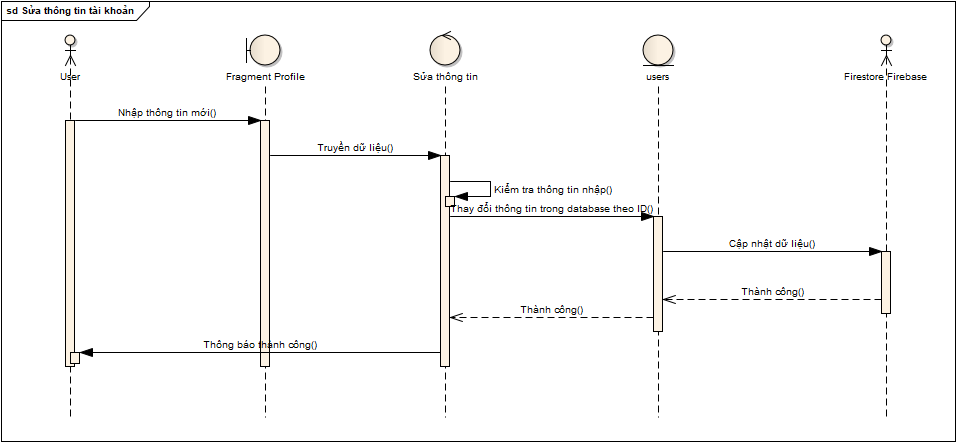 sd Sửa thông tin tài khoản
User
Fragment Profile
Sửa thông tin
users
Firestore Firebase
Nhập thông tin mới()
Truyền dữ liệu()
Kiểm tra thông tin nhập()
Thay đổi thông tin trong database theo ID()
Cập nhật dữ liệu()
Thành công()
Thành công()
Thông báo thành công()